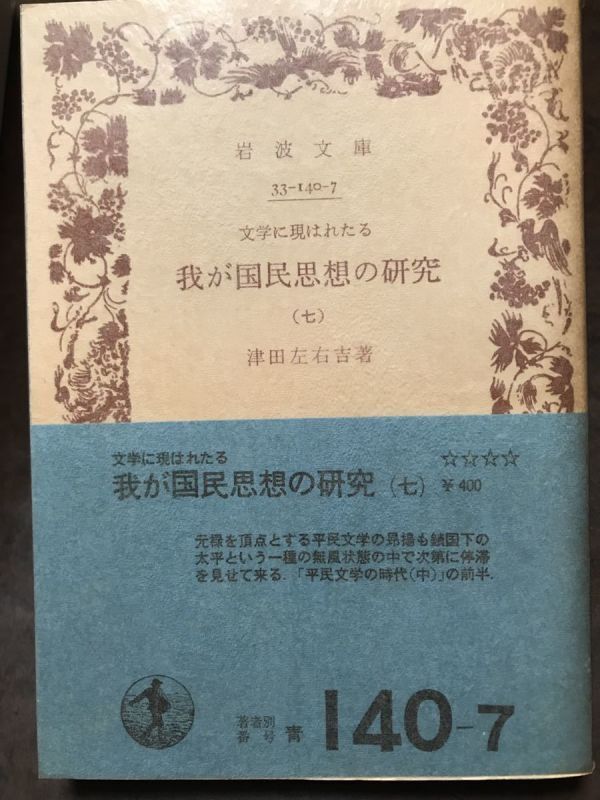 岩波文庫
33-140-7
文学に現はれたる
我が国民思想の研究
(七)
津田左右吉著
文学に現はれたる
☆☆☆☆
我が国民思想の研究(七) ¥400
元禄を頂点とする平民文学の昂揚も鎖国下の
太平という一種の無風状態の中で次第に停滞
を見せて来る.「平民文学の時代(中)」の前半.
著者別
番号 青 140-7